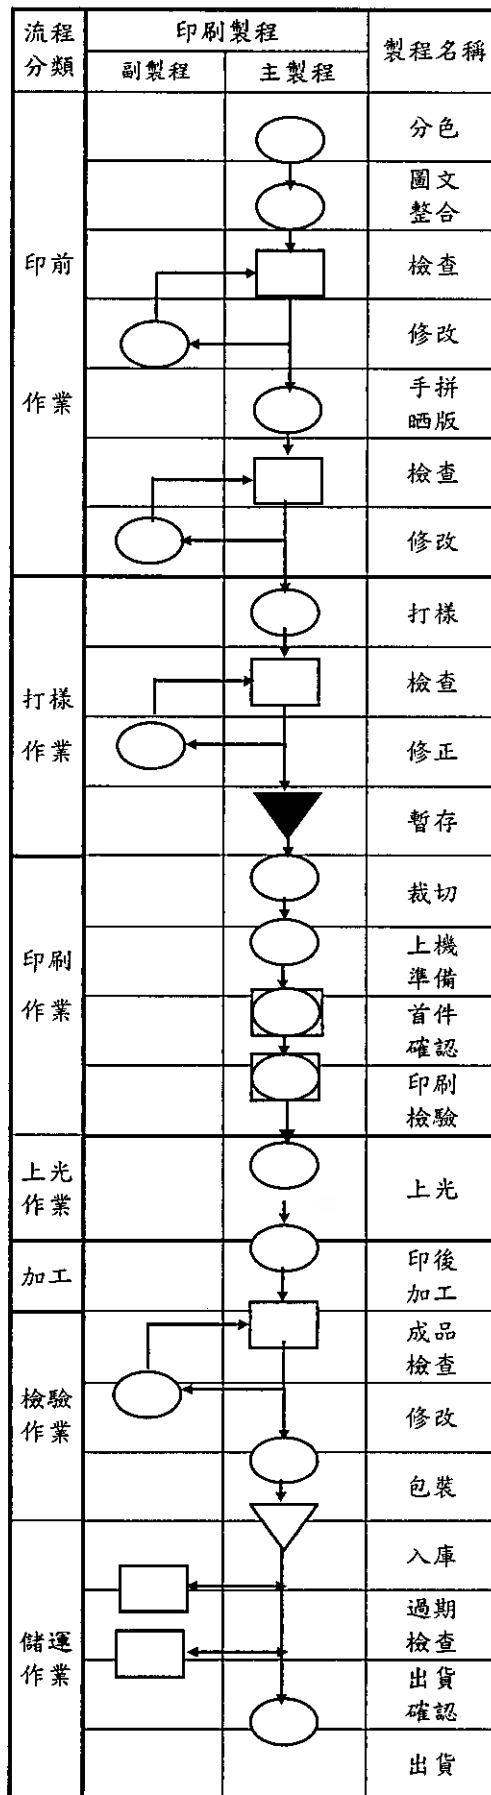 流程
分類
印刷製程
副製程
主製程
製程名稱
印前
作業
分色
圖文
整合
檢查
修改
手拼
晒版
檢查
修改
打樣
作業
打樣
檢查
修正
暫存
印刷
作業
裁切
上機
準備
首件
確認
印刷
檢驗
上光
作業
上光
加工
印後
加工
檢驗
作業
成品
檢查
修改
包裝
儲運
作業
入庫
過期
檢查
出貨
確認
出貨